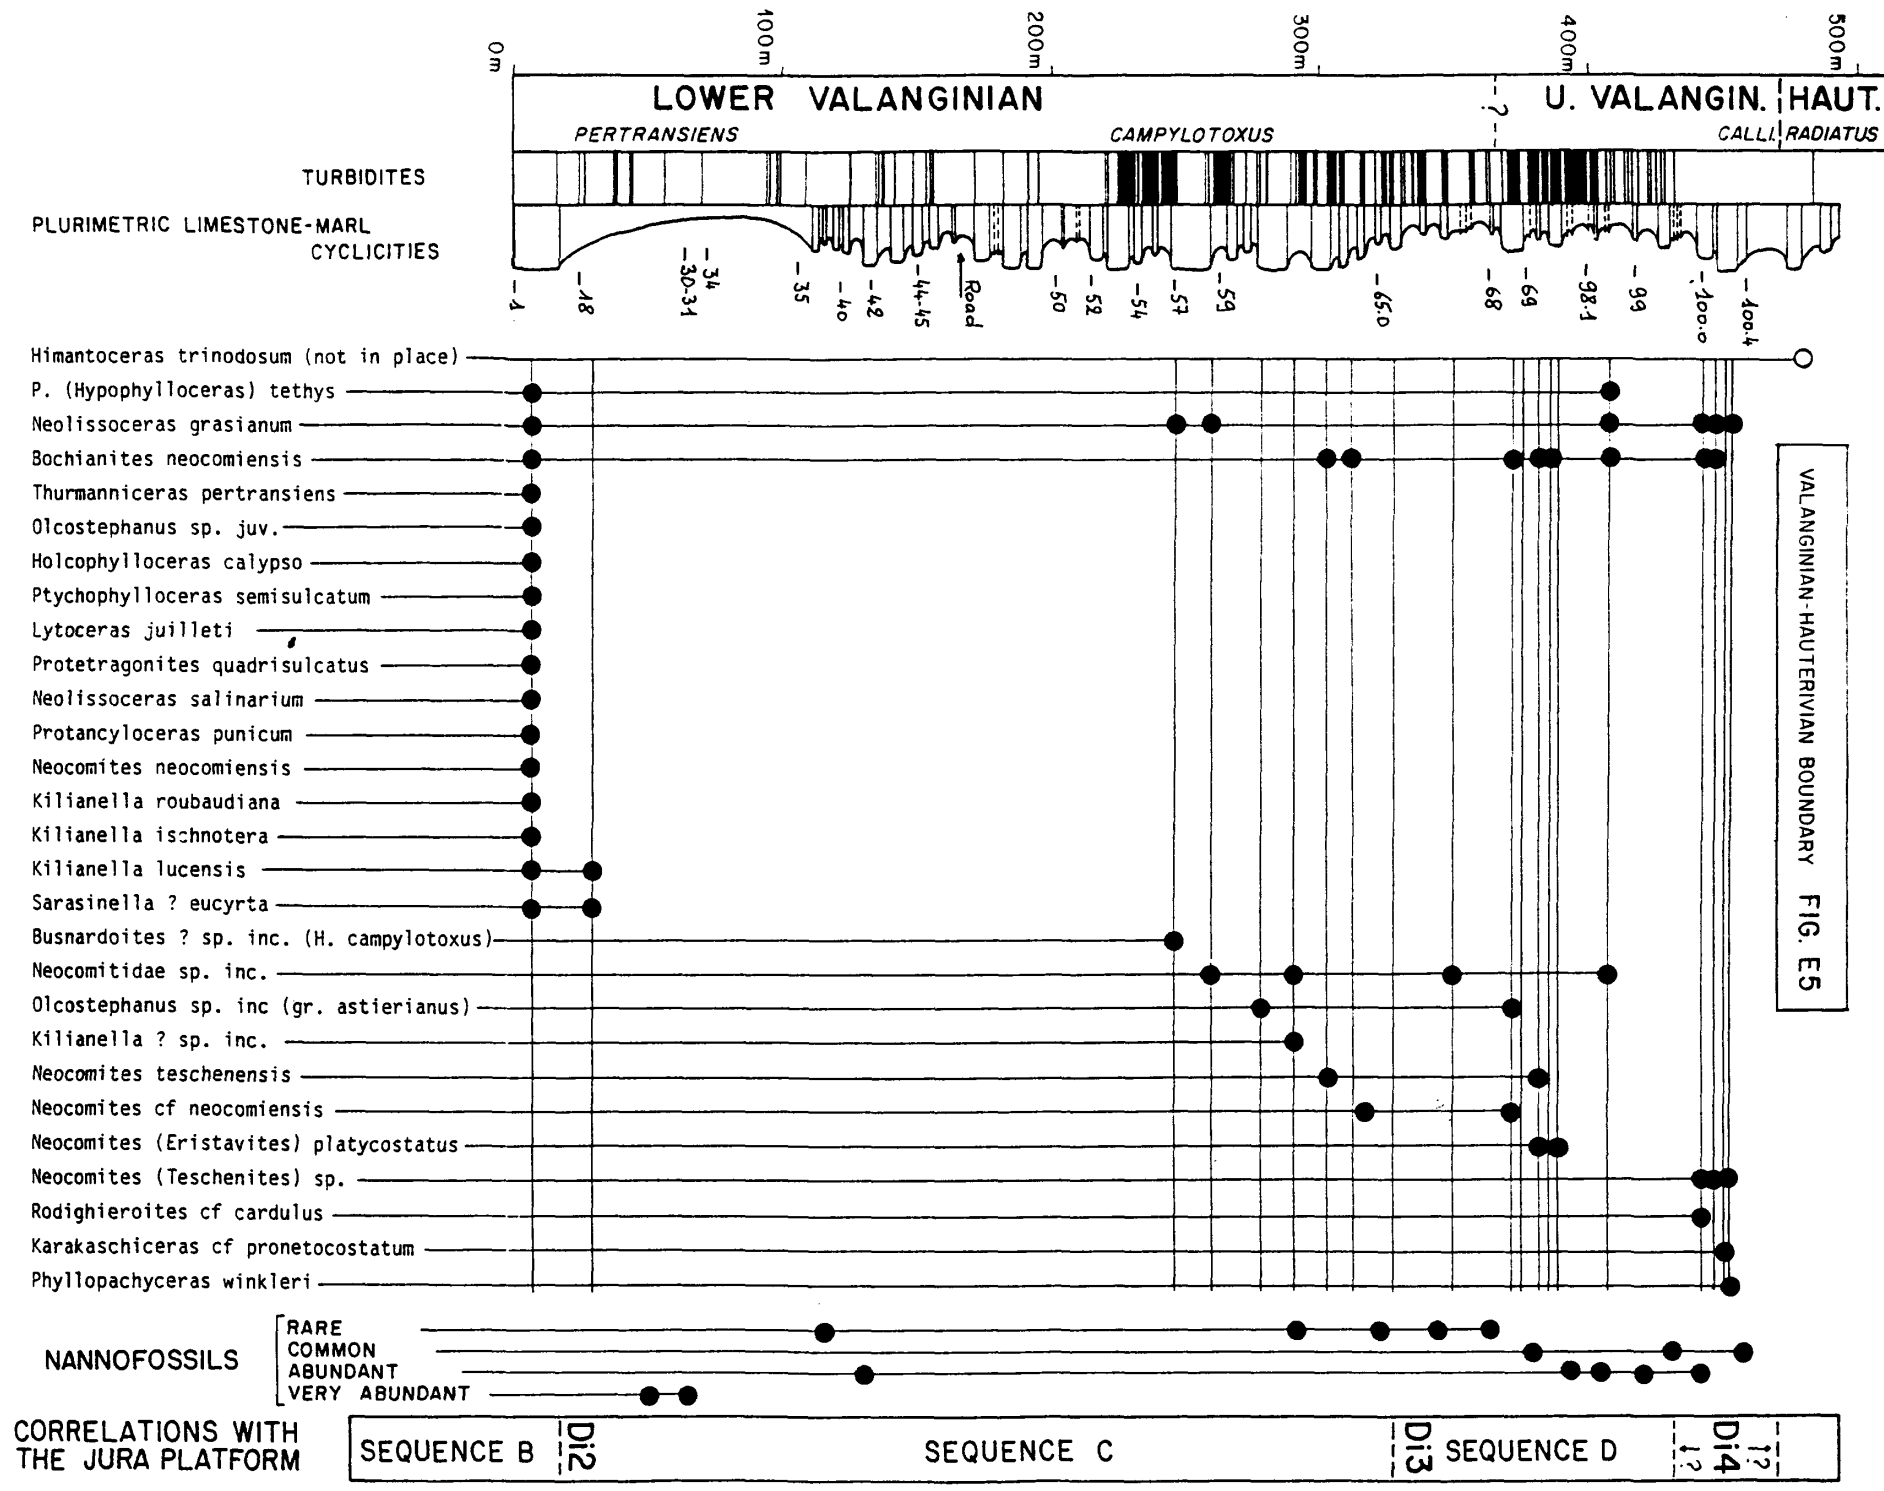 0m 100m 200m 300m 400m 500m
LOWER VALANGINIAN ? U. VALANGIN. HAUT.
PERTRANSIENS CAMPYLOTOXUS CALLI. RADIATUS
TURBIDITES
PLURIMETRIC LIMESTONE-MARL
CYCLICITIES
-1 -18 -30-31 -34 -35 -40 -42 -44-45 Road -50 -52 -54 -57 -59 -65.0 -68 -69 -98.1 -99 -100.0 -100.4
Himantoceras trinodosum (not in place)
P. (Hypophylloceras) tethys
Neolissoceras grasianum
Bochianites neocomiensis
Thurmanniceras pertransiens
Olcostephanus sp. juv.
Holcophylloceras calypso
Ptychophylloceras semisulcatum
Lytoceras juilleti
Protetragonites quadrisulcatus
Neolissoceras salinarium
Protancyloceras punicum
Neocomites neocomiensis
Kilianella roubaudiana
Kilianella ischnotera
Kilianella lucensis
Sarasinella ? eucyrta
Busnardoites ? sp. inc. (H. campylotoxus)
Neocomitidae sp. inc.
Olcostephanus sp. inc (gr. astierianus)
Kilianella ? sp. inc.
Neocomites teschenensis
Neocomites cf neocomiensis
Neocomites (Eristavites) platycostatus
Neocomites (Teschenites) sp.
Rodighieroites cf cardulus
Karakaschiceras cf pronetocostatum
Phyllopachyceras winkleri
VALANGINIAN-HAUTERIVIAN BOUNDARY FIG. E5
NANNOFOSSILS
RARE
COMMON
ABUNDANT
VERY ABUNDANT
CORRELATIONS WITH
THE JURA PLATFORM
SEQUENCE B Di2 SEQUENCE C Di3 SEQUENCE D ? Di4 ?